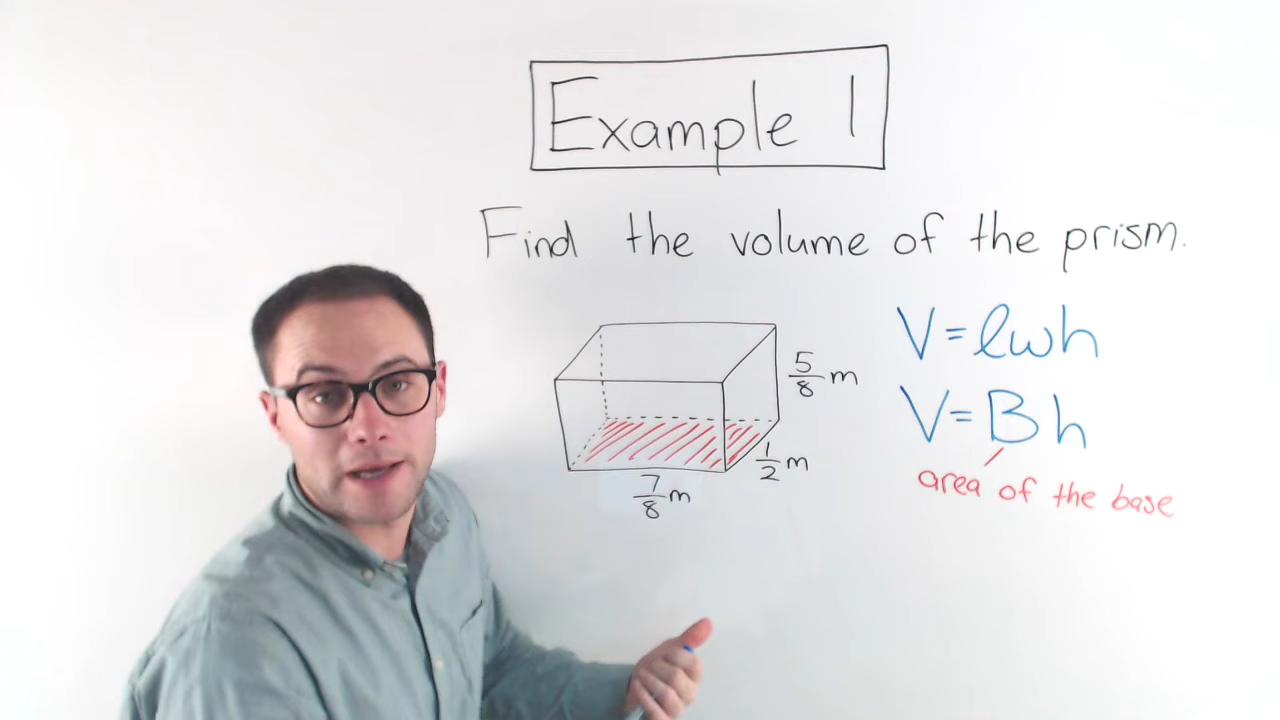 Example 1
Find the volume of the prism.
5/8 m
1/2 m
7/8 m
V=lwh
V=Bh
area of the base